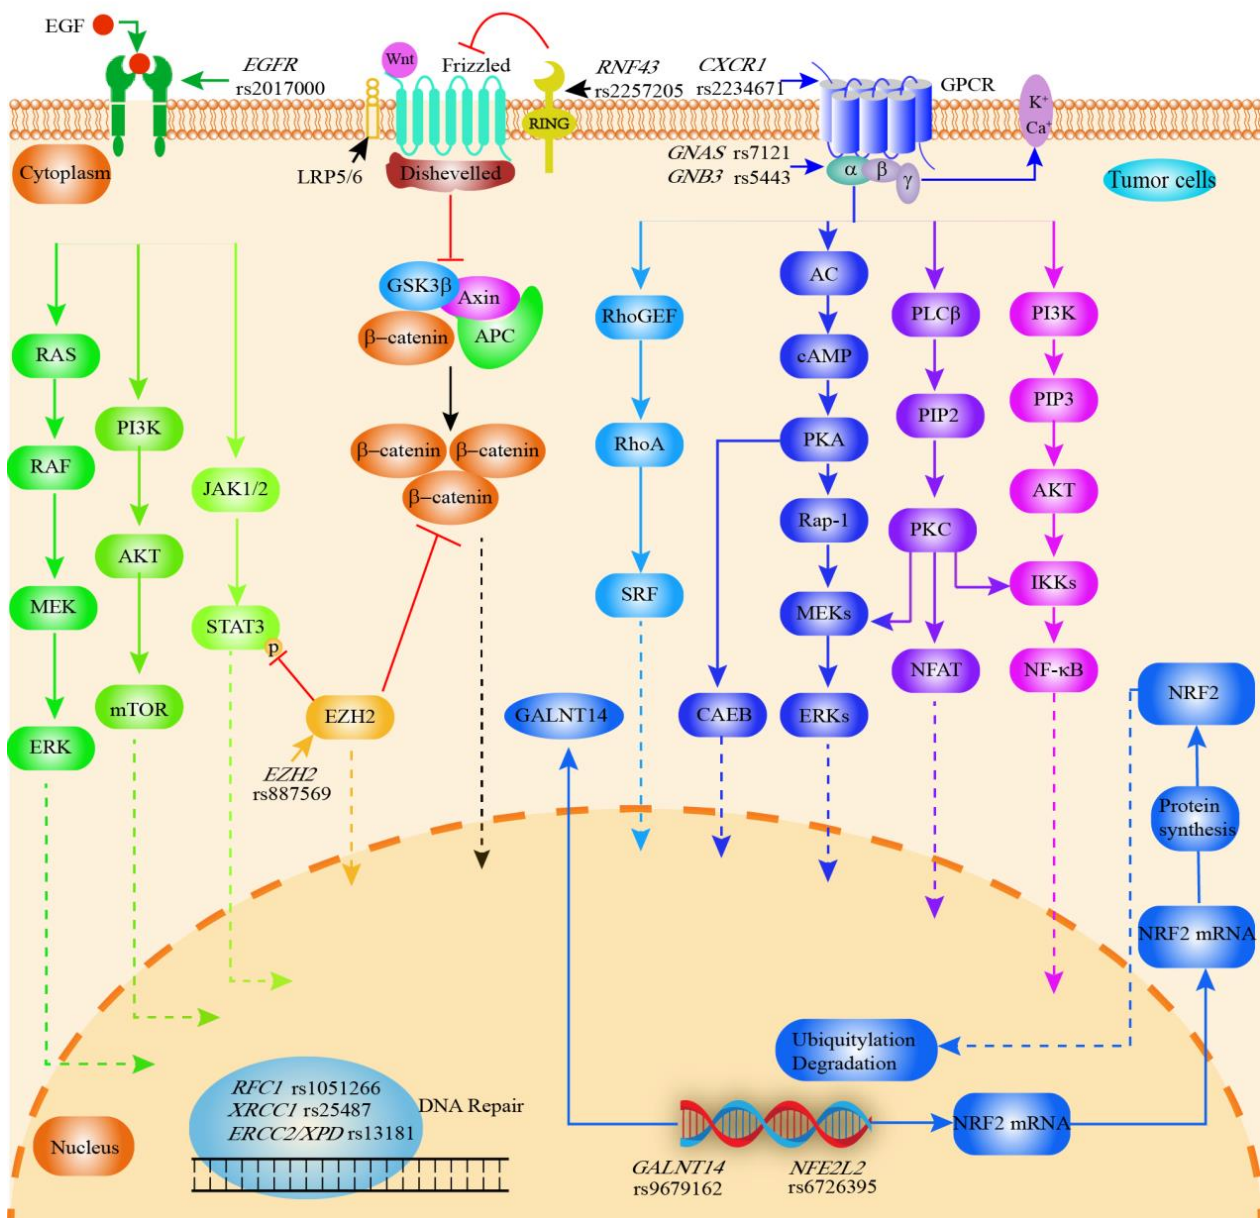 EGF
EGFR
rs2017000
Wnt
Frizzled
RNF43
rs2257205
CXCR1
rs2234671
GPCR
K+
Ca+
RING
Cytoplasm
LRP5/6
Dishevelled
GNAS rs7121
GNB3 rs5443
α
β
γ
Tumor cells
GSK3β
Axin
β–catenin
APC
RAS
RAF
MEK
ERK
PI3K
AKT
mTOR
JAK1/2
STAT3
p
β–catenin
β–catenin
β–catenin
EZH2
EZH2
rs887569
RhoGEF
RhoA
SRF
AC
cAMP
PKA
Rap-1
MEKs
ERKs
CAEB
PLCβ
PIP2
PKC
NFAT
PI3K
PIP3
AKT
IKKs
NF-κB
GALNT14
NRF2
Protein
synthesis
NRF2 mRNA
Ubiquitylation
Degradation
NRF2 mRNA
RFC1 rs1051266
XRCC1 rs25487
ERCC2/XPD rs13181
DNA Repair
Nucleus
GALNT14
rs9679162
NFE2L2
rs6726395